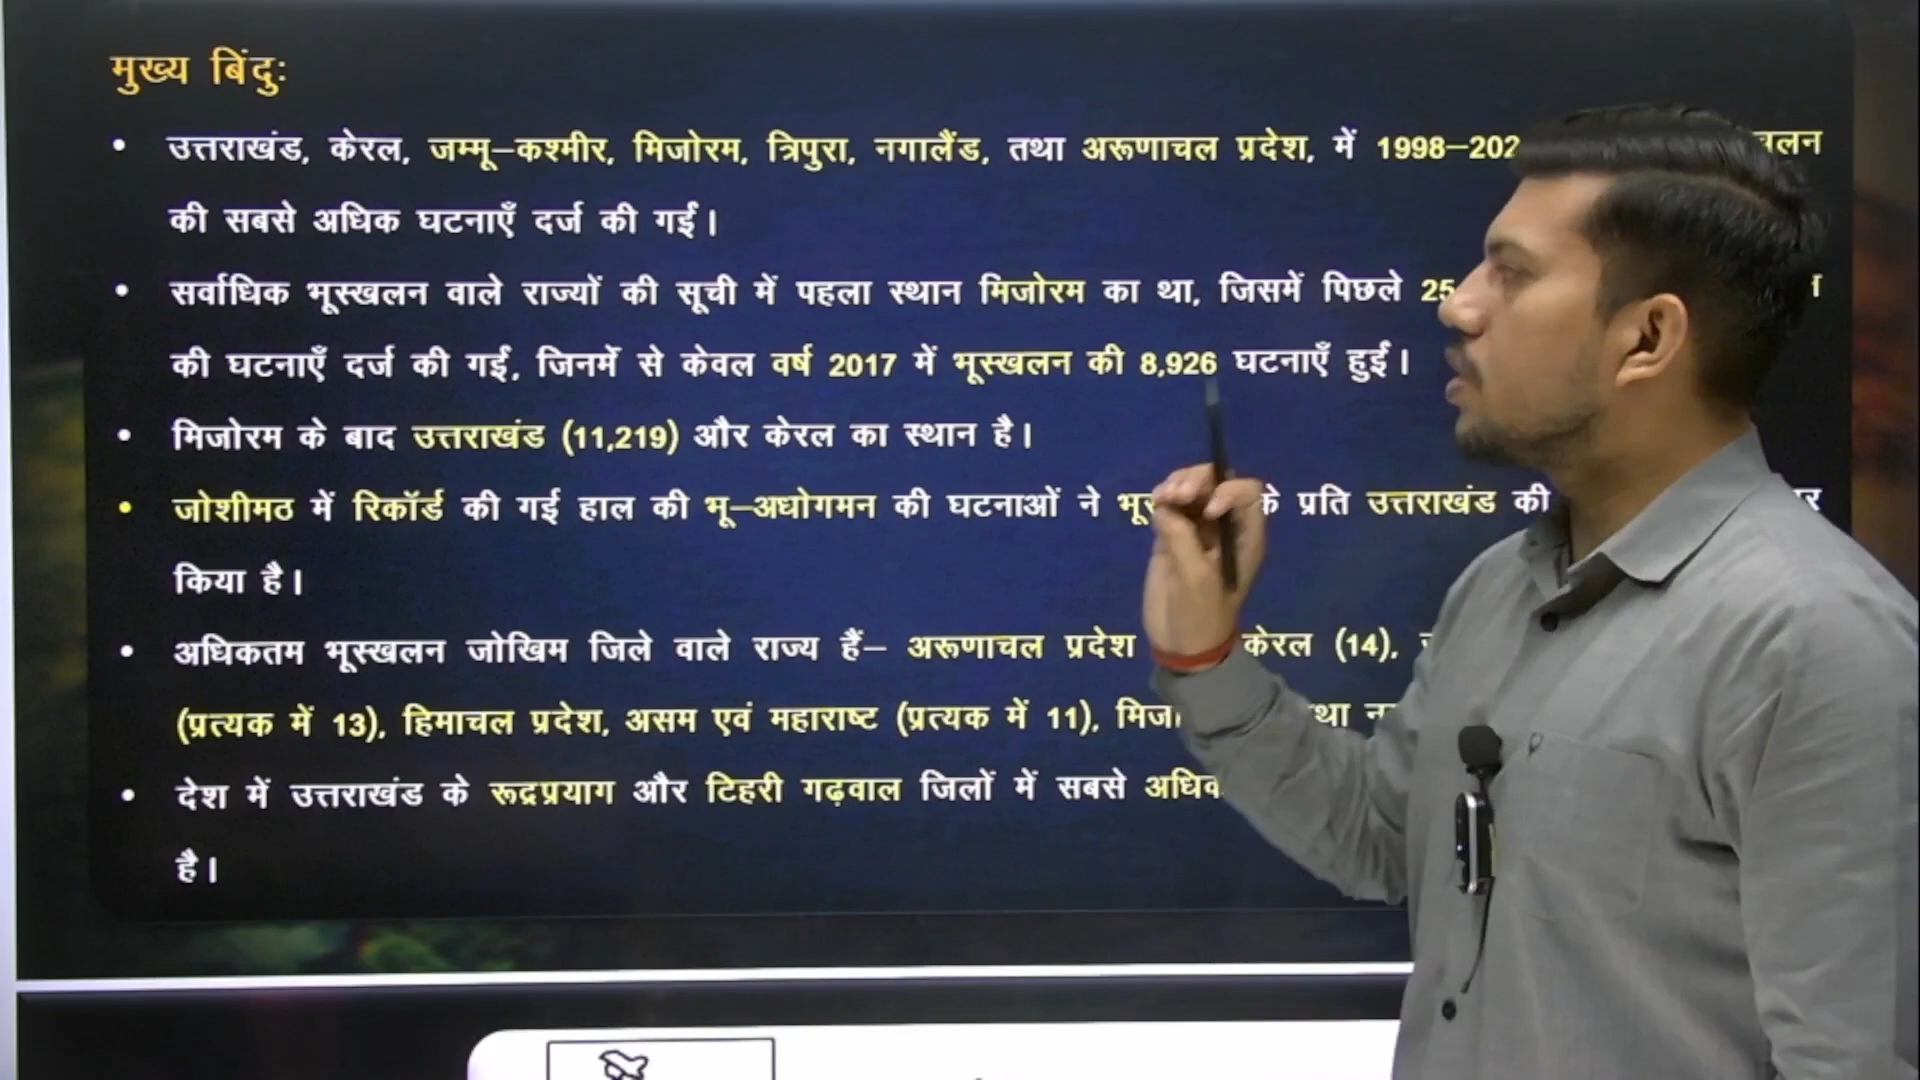 मुख्य बिंदुः
• उत्तराखंड, केरल, जम्मू–कश्मीर, मिजोरम, त्रिपुरा, नगालैंड, तथा अरूणाचल प्रदेश, में 1998–202
की सबसे अधिक घटनाएँ दर्ज की गईं।
• सर्वाधिक भूस्खलन वाले राज्यों की सूची में पहला स्थान मिजोरम का था, जिसमें पिछले 25
की घटनाएँ दर्ज की गईं, जिनमें से केवल वर्ष 2017 में भूस्खलन की 8,926 घटनाएँ हुईं।
• मिजोरम के बाद उत्तराखंड (11,219) और केरल का स्थान है।
• जोशीमठ में रिकॉर्ड की गई हाल की भू–अधोगमन की घटनाओं ने के प्रति उत्तराखंड की
किया है।
• अधिकतम भूस्खलन जोखिम जिले वाले राज्य हैं– अरूणाचल प्रदेश केरल (14),
(प्रत्यक में 13), हिमाचल प्रदेश, असम एवं महाराष्ट (प्रत्यक में 11),
• देश में उत्तराखंड के रूद्रप्रयाग और टिहरी गढ़वाल जिलों में सबसे
है।